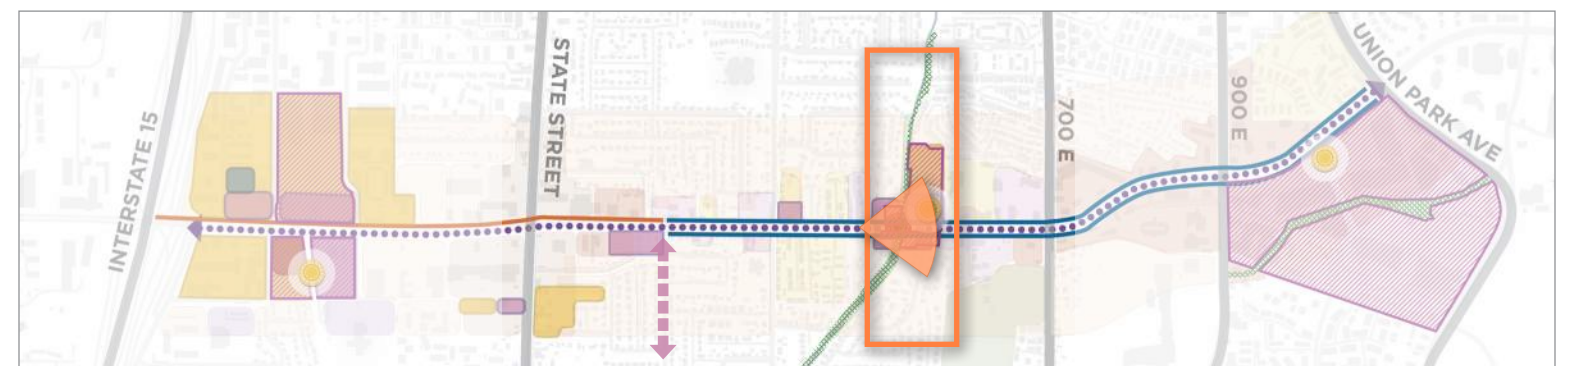 INTERSTATE 15
STATE STREET
700 E
900 E
UNION PARK AVE